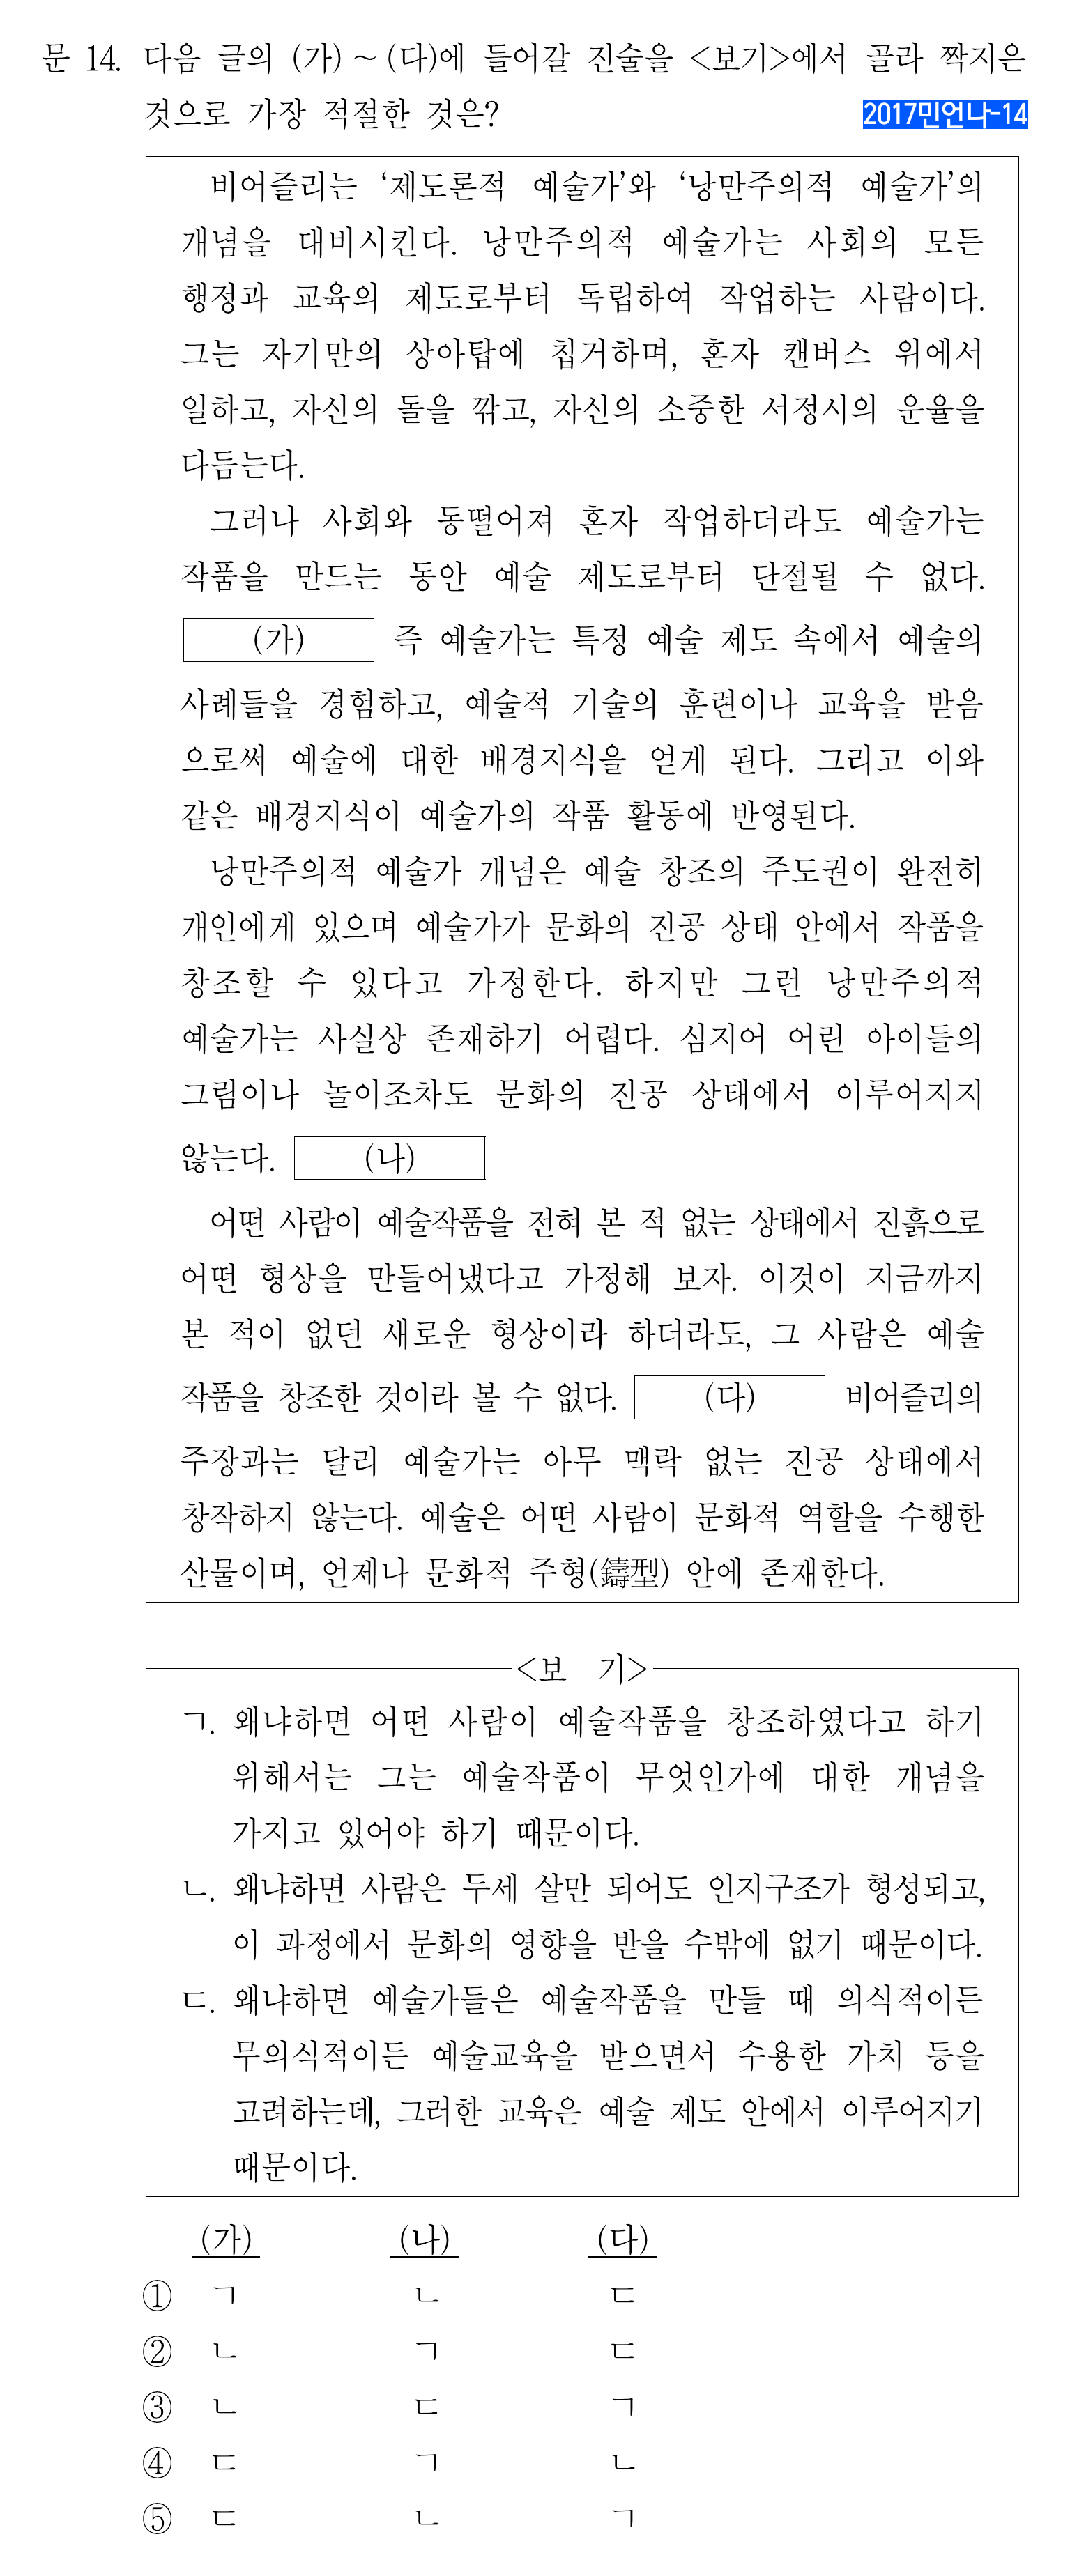 문 14. 다음 글의 (가)~(다)에 들어갈 진술을 <보기>에서 골라 짝지은
것으로 가장 적절한 것은?
2017민언나-14
비어즐리는 ‘제도론적 예술가’와 ‘낭만주의적 예술가’의
개념을 대비시킨다. 낭만주의적 예술가는 사회의 모든
행정과 교육의 제도로부터 독립하여 작업하는 사람이다.
그는 자기만의 상아탑에 칩거하며, 혼자 캔버스 위에서
일하고, 자신의 돌을 깎고, 자신의 소중한 서정시의 운율을
다듬는다.
그러나 사회와 동떨어져 혼자 작업하더라도 예술가는
작품을 만드는 동안 예술 제도로부터 단절될 수 없다.
(가) 즉 예술가는 특정 예술 제도 속에서 예술의
사례들을 경험하고, 예술적 기술의 훈련이나 교육을 받음
으로써 예술에 대한 배경지식을 얻게 된다. 그리고 이와
같은 배경지식이 예술가의 작품 활동에 반영된다.
낭만주의적 예술가 개념은 예술 창조의 주도권이 완전히
개인에게 있으며 예술가가 문화의 진공 상태 안에서 작품을
창조할 수 있다고 가정한다. 하지만 그런 낭만주의적
예술가는 사실상 존재하기 어렵다. 심지어 어린 아이들의
그림이나 놀이조차도 문화의 진공 상태에서 이루어지지
않는다. (나)
어떤 사람이 예술작품을 전혀 본 적 없는 상태에서 진흙으로
어떤 형상을 만들어냈다고 가정해 보자. 이것이 지금까지
본 적이 없던 새로운 형상이라 하더라도, 그 사람은 예술
작품을 창조한 것이라 볼 수 없다. (다) 비어즐리의
주장과는 달리 예술가는 아무 맥락 없는 진공 상태에서
창작하지 않는다. 예술은 어떤 사람이 문화적 역할을 수행한
산물이며, 언제나 문화적 주형(鑄型) 안에 존재한다.
<보 기>
ㄱ. 왜냐하면 어떤 사람이 예술작품을 창조하였다고 하기
위해서는 그는 예술작품이 무엇인가에 대한 개념을
가지고 있어야 하기 때문이다.
ㄴ. 왜냐하면 사람은 두세 살만 되어도 인지구조가 형성되고,
이 과정에서 문화의 영향을 받을 수밖에 없기 때문이다.
ㄷ. 왜냐하면 예술가들은 예술작품을 만들 때 의식적이든
무의식적이든 예술교육을 받으면서 수용한 가치 등을
고려하는데, 그러한 교육은 예술 제도 안에서 이루어지기
때문이다.
(가) (나) (다)
① ㄱ ㄴ ㄷ
② ㄴ ㄱ ㄷ
③ ㄴ ㄷ ㄱ
④ ㄷ ㄱ ㄴ
⑤ ㄷ ㄴ ㄱ